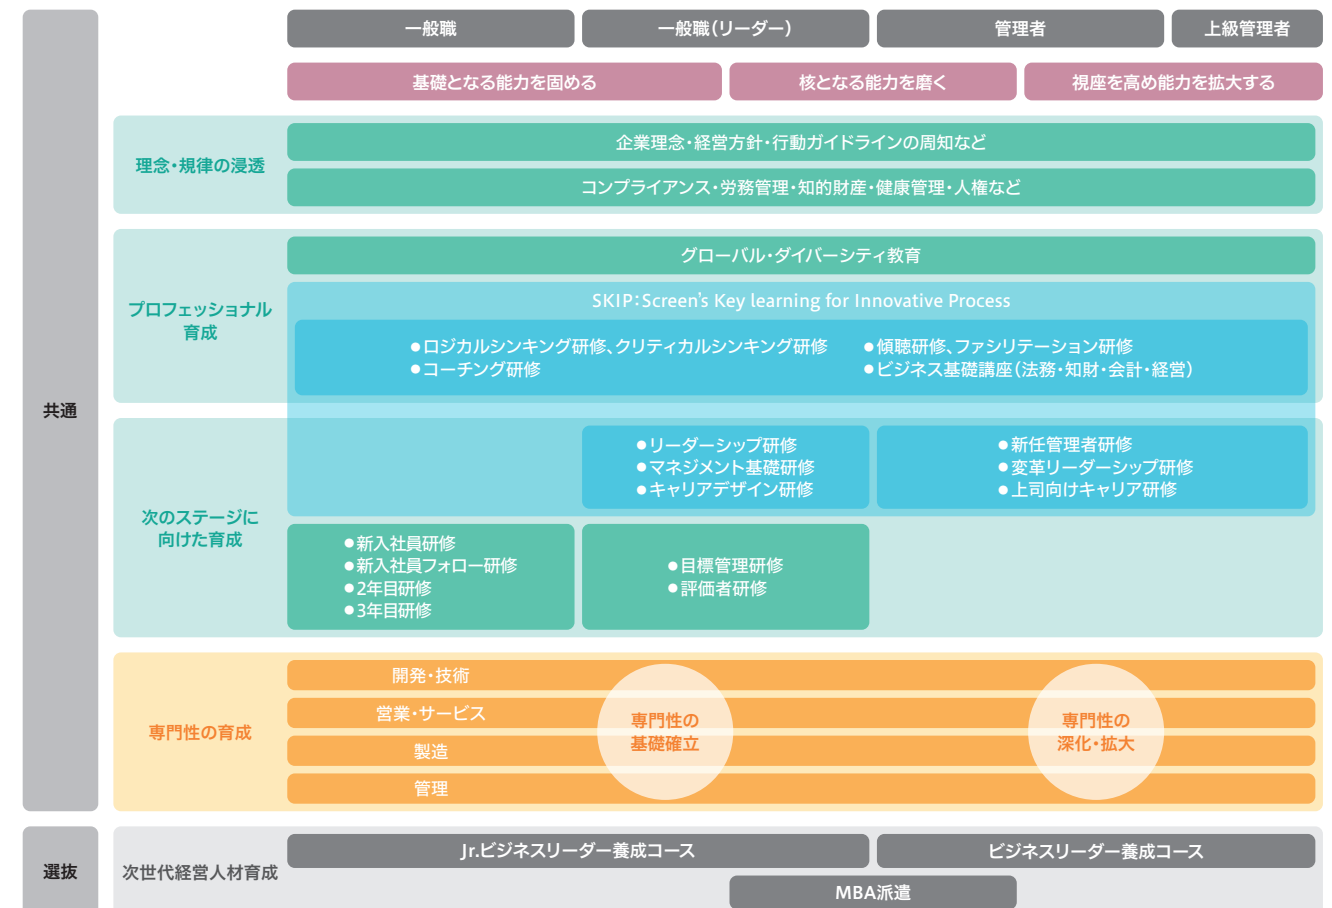 一般職
一般職(リーダー)
管理者
上級管理者
基礎となる能力を固める
核となる能力を磨く
視座を高め能力を拡大する
共通
理念・規律の浸透
企業理念・経営方針・行動ガイドラインの周知など
コンプライアンス・労務管理・知的財産・健康管理・人権など
プロフェッショナル
育成
グローバル・ダイバーシティ教育
SKIP:Screen's Key learning for Innovative Process
●ロジカルシンキング研修、クリティカルシンキング研修
●コーチング研修
●傾聴研修、ファシリテーション研修
●ビジネス基礎講座(法務・知財・会計・経営)
次のステージに
向けた育成
●リーダーシップ研修
●マネジメント基礎研修
●キャリアデザイン研修
●新任管理者研修
●変革リーダーシップ研修
●上司向けキャリア研修
●新入社員研修
●新入社員フォロー研修
●2年目研修
●3年目研修
●目標管理研修
●評価者研修
専門性の育成
開発・技術
営業・サービス
製造
管理
専門性の
基礎確立
専門性の
深化・拡大
選抜
次世代経営人材育成
Jr.ビジネスリーダー養成コース
ビジネスリーダー養成コース
MBA派遣